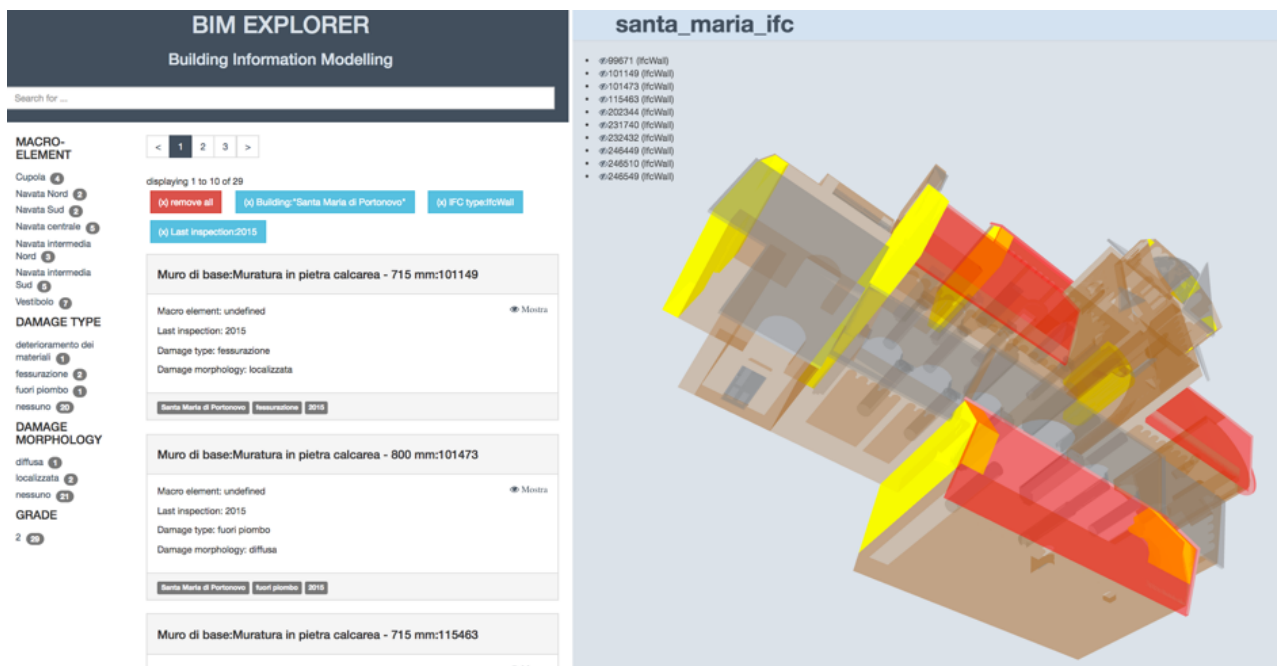 BIM EXPLORER
Building Information Modelling
Search for ...
MACRO-
ELEMENT
Cupola 4
Navata Nord 2
Navata Sud 2
Navata centrale 5
Navata intermedia
Nord 3
Navata intermedia
Sud 5
Vestibolo 7
DAMAGE TYPE
deterioramento dei
materiali 1
fessurazione 2
fuori piombo 1
nessuno 20
DAMAGE
MORPHOLOGY
diffusa 1
localizzata 2
nessuno 21
GRADE
2 29
< 1 2 3 >
displaying 1 to 10 of 29
(x) remove all (x) Building:"Santa Maria di Portonovo" (x) IFC type:IfcWall
(x) Last inspection:2015
Muro di base:Muratura in pietra calcarea - 715 mm:101149
Macro element: undefined Mostra
Last inspection: 2015
Damage type: fessurazione
Damage morphology: localizzata
Santa Maria di Portonovo fessurazione 2015
Muro di base:Muratura in pietra calcarea - 800 mm:101473
Macro element: undefined Mostra
Last inspection: 2015
Damage type: fuori piombo
Damage morphology: diffusa
Santa Maria di Portonovo fuori piombo 2015
Muro di base:Muratura in pietra calcarea - 715 mm:115463
santa_maria_ifc
99671 (IfcWall)
101149 (IfcWall)
101473 (IfcWall)
115463 (IfcWall)
202344 (IfcWall)
231740 (IfcWall)
232432 (IfcWall)
246449 (IfcWall)
246510 (IfcWall)
246549 (IfcWall)